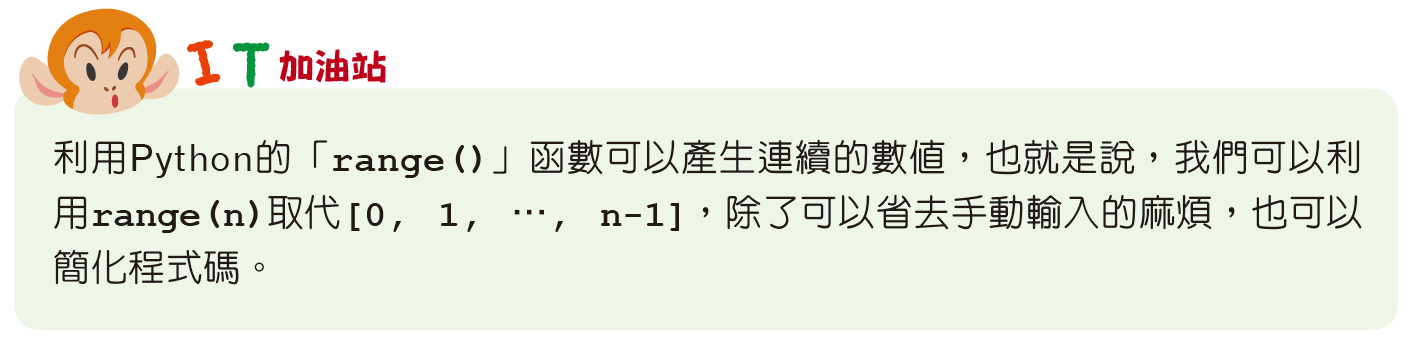 IT加油站
利用Python的「range()」函數可以產生連續的數值，也就是說，我們可以利
用range(n)取代[0, 1, …, n-1]，除了可以省去手動輸入的麻煩，也可以
簡化程式碼。